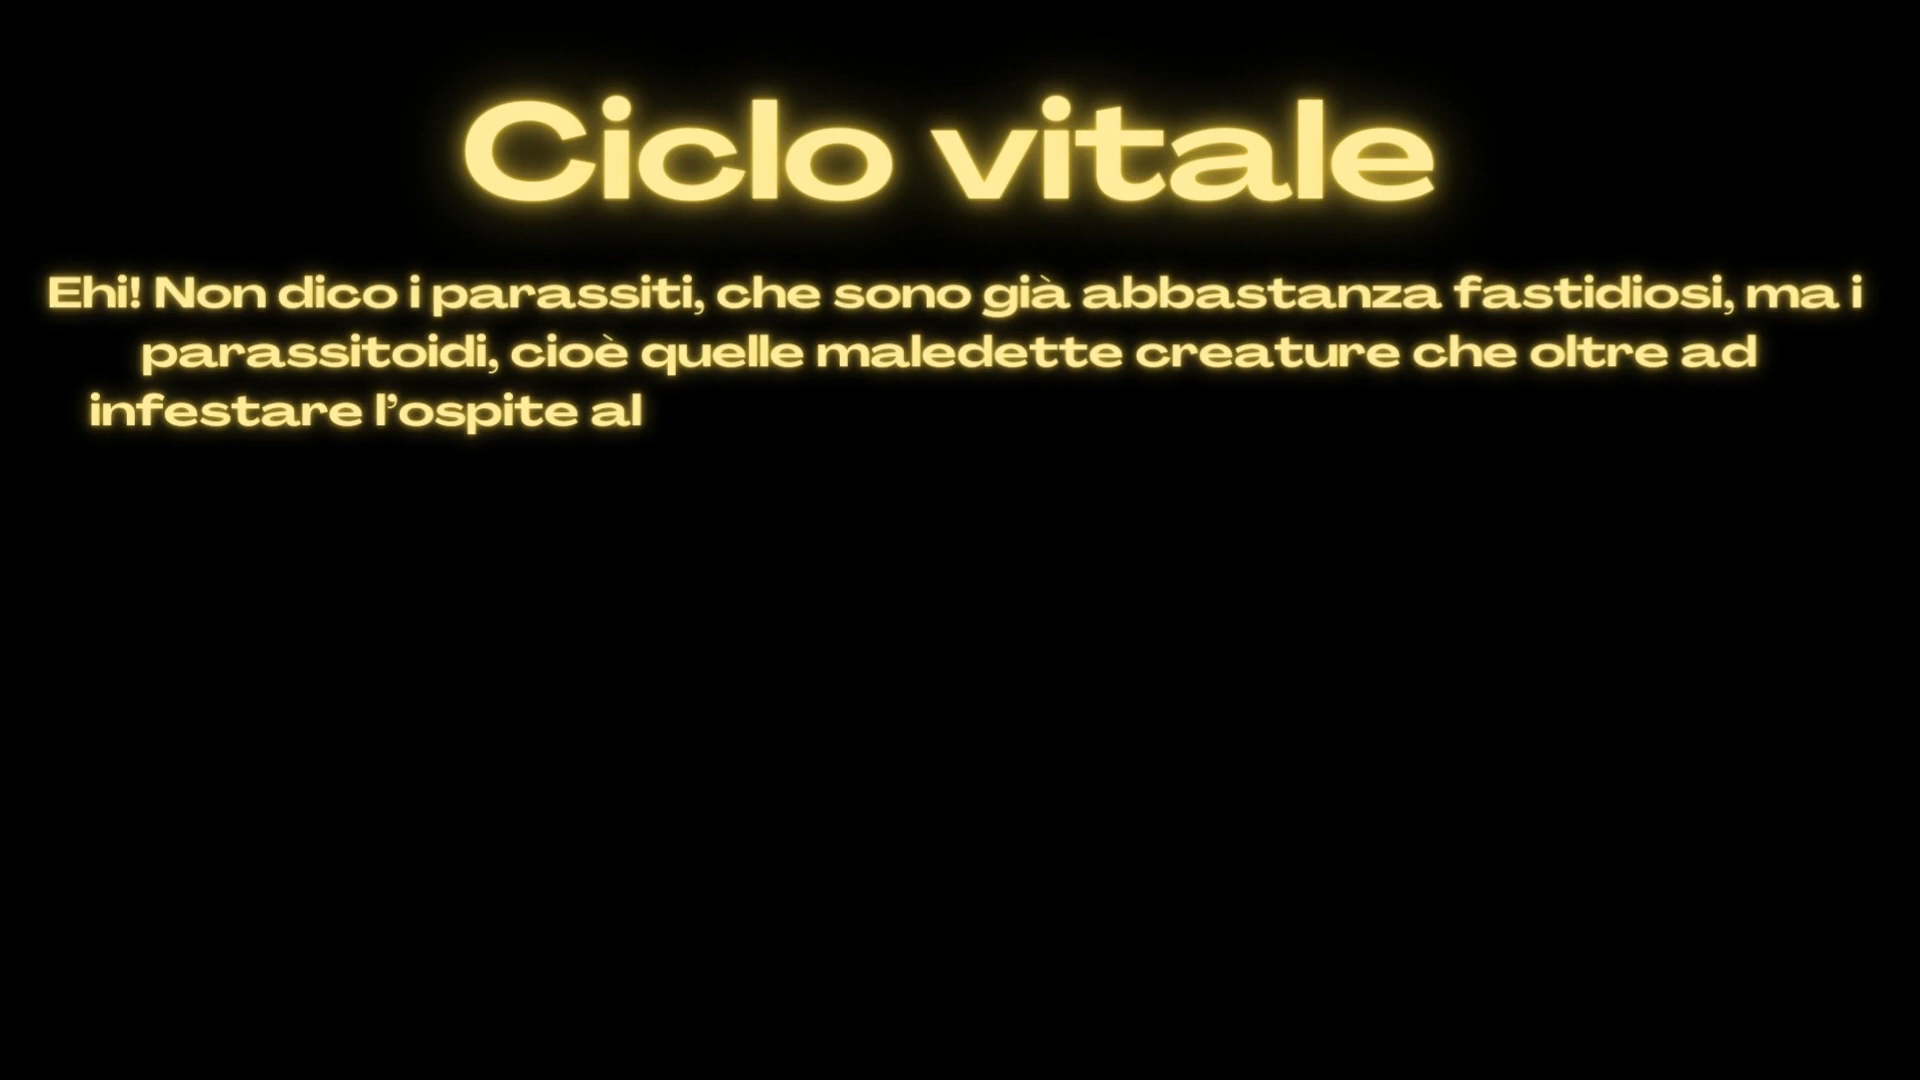 Ciclo vitale
Ehi! Non dico i parassiti, che sono già abbastanza fastidiosi, ma i
parassitoidi, cioè quelle maledette creature che oltre ad
infestare l’ospite al